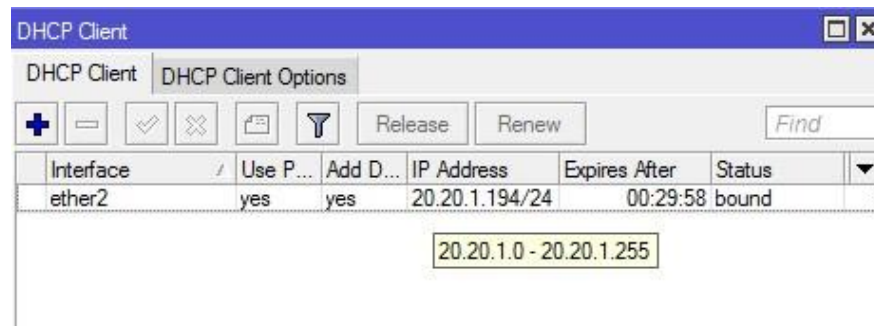 DHCP Client
DHCP Client DHCP Client Options
Release Renew Find
Interface Use P... Add D... IP Address Expires After Status
ether2 yes yes 20.20.1.194/24 00:29:58 bound
20.20.1.0 - 20.20.1.255